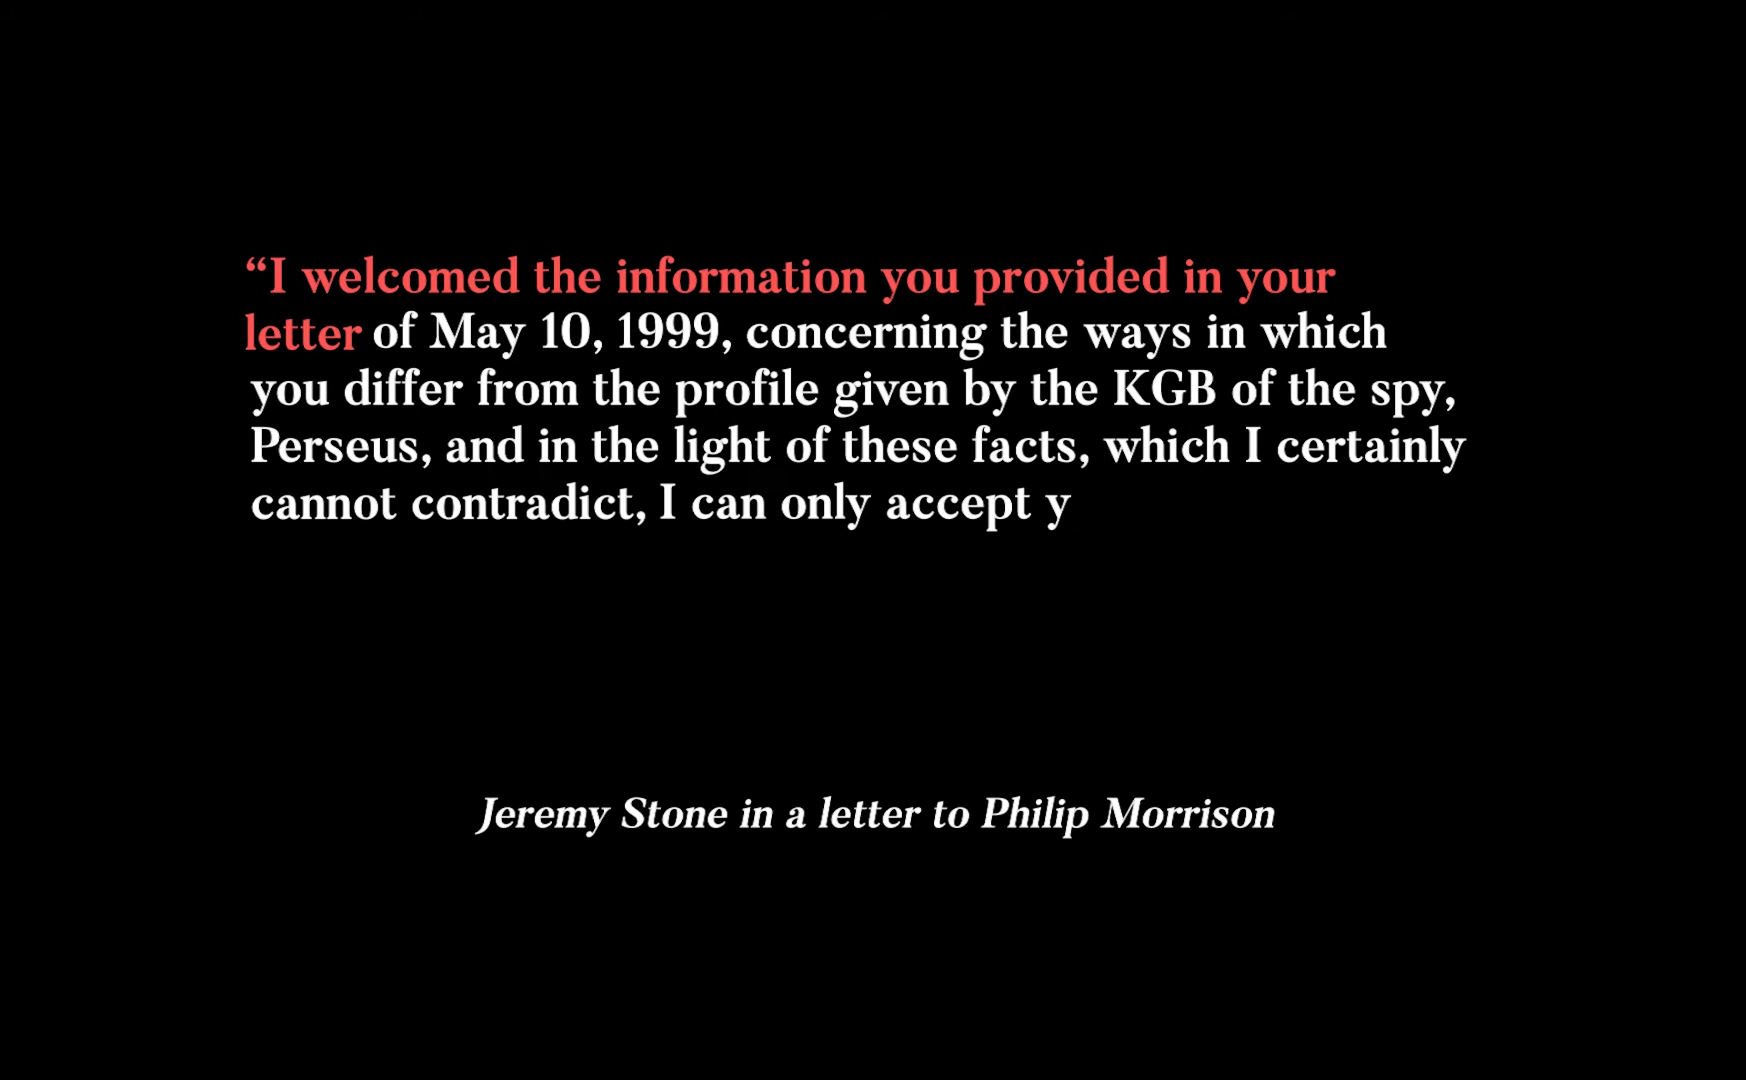 “I welcomed the information you provided in your
letter of May 10, 1999, concerning the ways in which
you differ from the profile given by the KGB of the spy,
Perseus, and in the light of these facts, which I certainly
cannot contradict, I can only accept y
Jeremy Stone in a letter to Philip Morrison